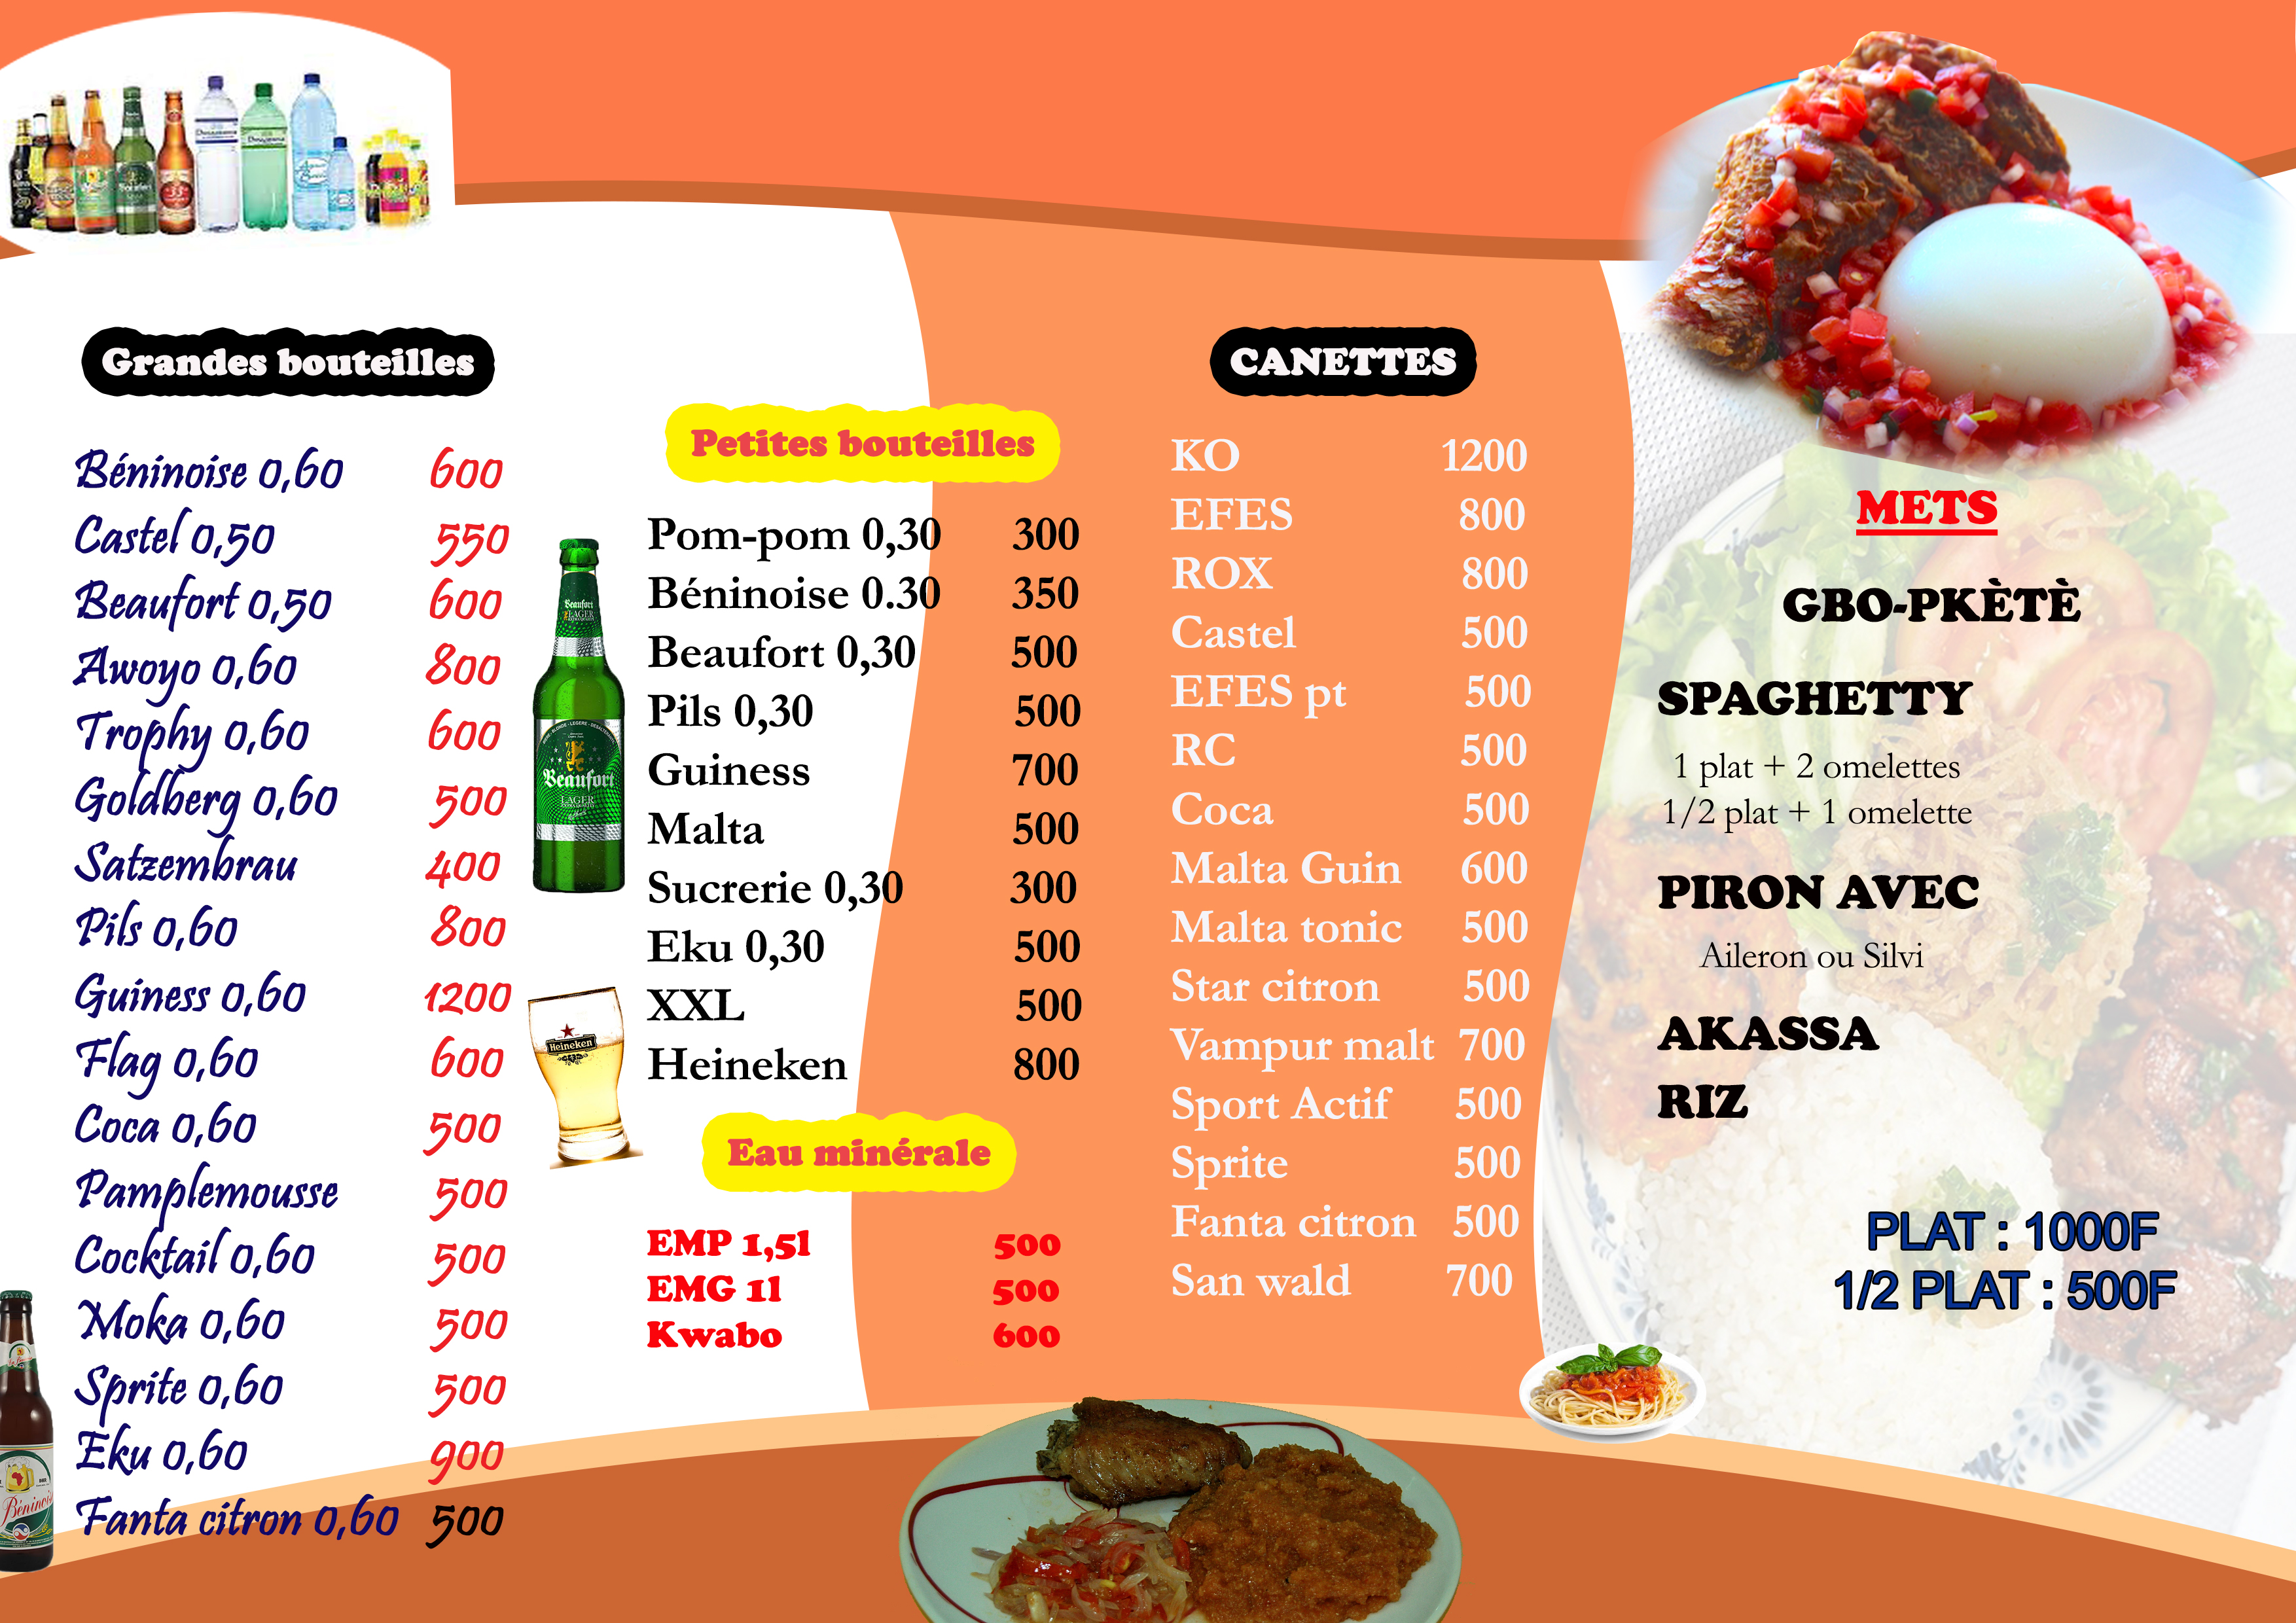 Grandes bouteilles
Béninoise 0,60 600
Castel 0,50 550
Beaufort 0,50 600
Awoyo 0,60 800
Trophy 0,60 600
Goldberg 0,60 500
Satzembrau 400
Pils 0,60 800
Guiness 0,60 1200
Flag 0,60 600
Coca 0,60 500
Pamplemousse 500
Cocktail 0,60 500
Moka 0,60 500
Sprite 0,60 500
Eku 0,60 900
Fanta citron 0,60 500
Petites bouteilles
Pom-pom 0,30 300
Béninoise 0.30 350
Beaufort 0,30 500
Pils 0,30 500
Guiness 700
Malta 500
Sucrerie 0,30 300
Eku 0,30 500
XXL 500
Heineken 800
Beaufort
LAGER
Beaufort
LAGER
Heineken
Eau minérale
EMP 1,5l 500
EMG 1l 500
Kwabo 600
CANETTES
KO 1200
EFES 800
ROX 800
Castel 500
EFES pt 500
RC 500
Coca 500
Malta Guin 600
Malta tonic 500
Star citron 500
Vampur malt 700
Sport Actif 500
Sprite 500
Fanta citron 500
San wald 700
METS
GBO-PKÈTÈ
SPAGHETTY
1 plat + 2 omelettes
1/2 plat + 1 omelette
PIRON AVEC
Aileron ou Silvi
AKASSA
RIZ
PLAT : 1000F
1/2 PLAT : 500F